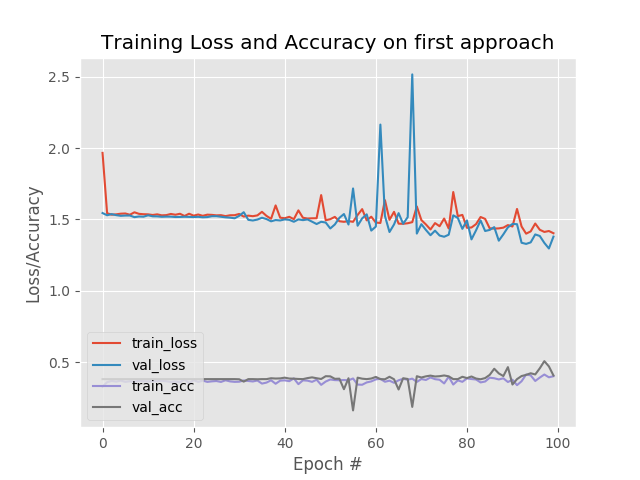 Training Loss and Accuracy on first approach
2.5
2.0
1.5
1.0
0.5
Loss/Accuracy
train_loss
val_loss
train_acc
val_acc
0
20
40
60
80
100
Epoch #